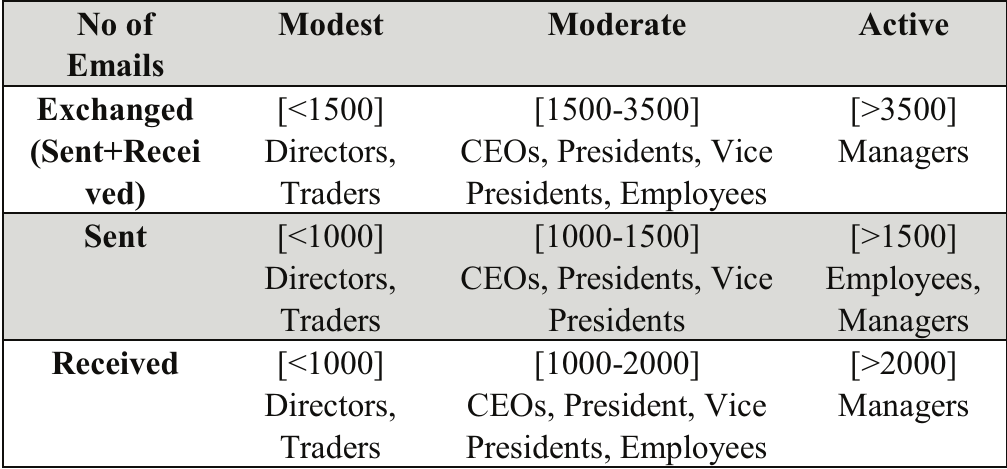 No of Modest Moderate Active
Emails
Exchanged [<1500] [1500-3500] [>3500]
(Sent+Recei Directors, CEOs, Presidents, Vice Managers
ved) Traders Presidents, Employees
Sent [<1000] [1000-1500] [>1500]
Directors, CEOs, Presidents, Vice Employees,
Traders Presidents Managers
Received [<1000] [1000-2000] [>2000]
Directors, CEOs, President, Vice Managers
Traders Presidents, Employees